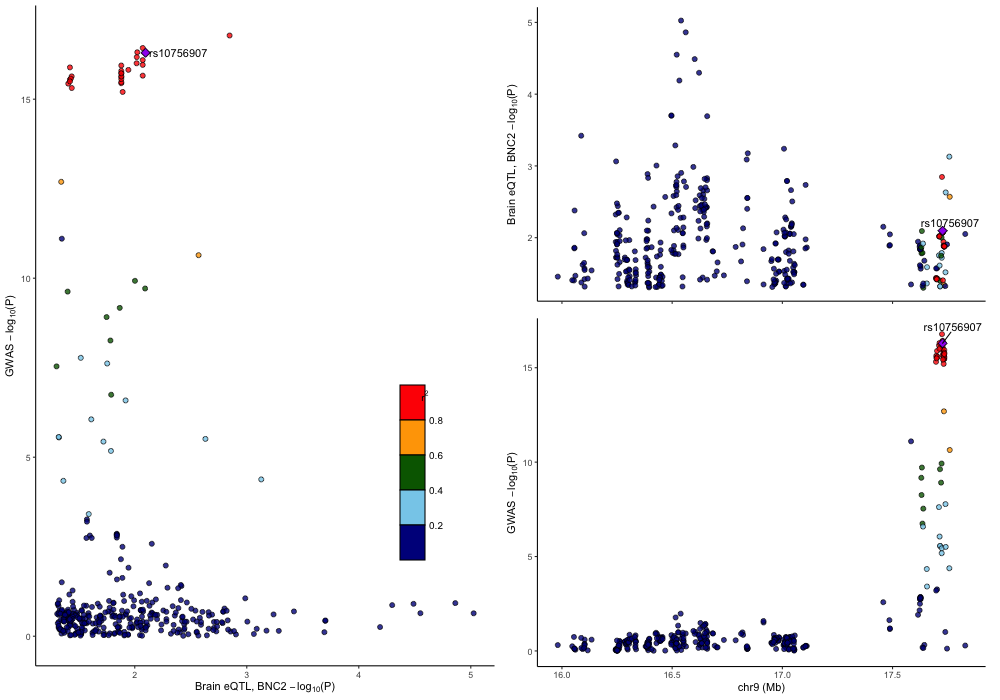 GWAS −log10(P)
15
10
5
0
rs10756907
r2
0.8
0.6
0.4
0.2
2
3
4
5
Brain eQTL, BNC2 −log10(P)
Brain eQTL, BNC2 −log10(P)
5
4
3
2
rs10756907
GWAS −log10(P)
15
10
5
0
rs10756907
16.0
16.5
17.0
17.5
chr9 (Mb)